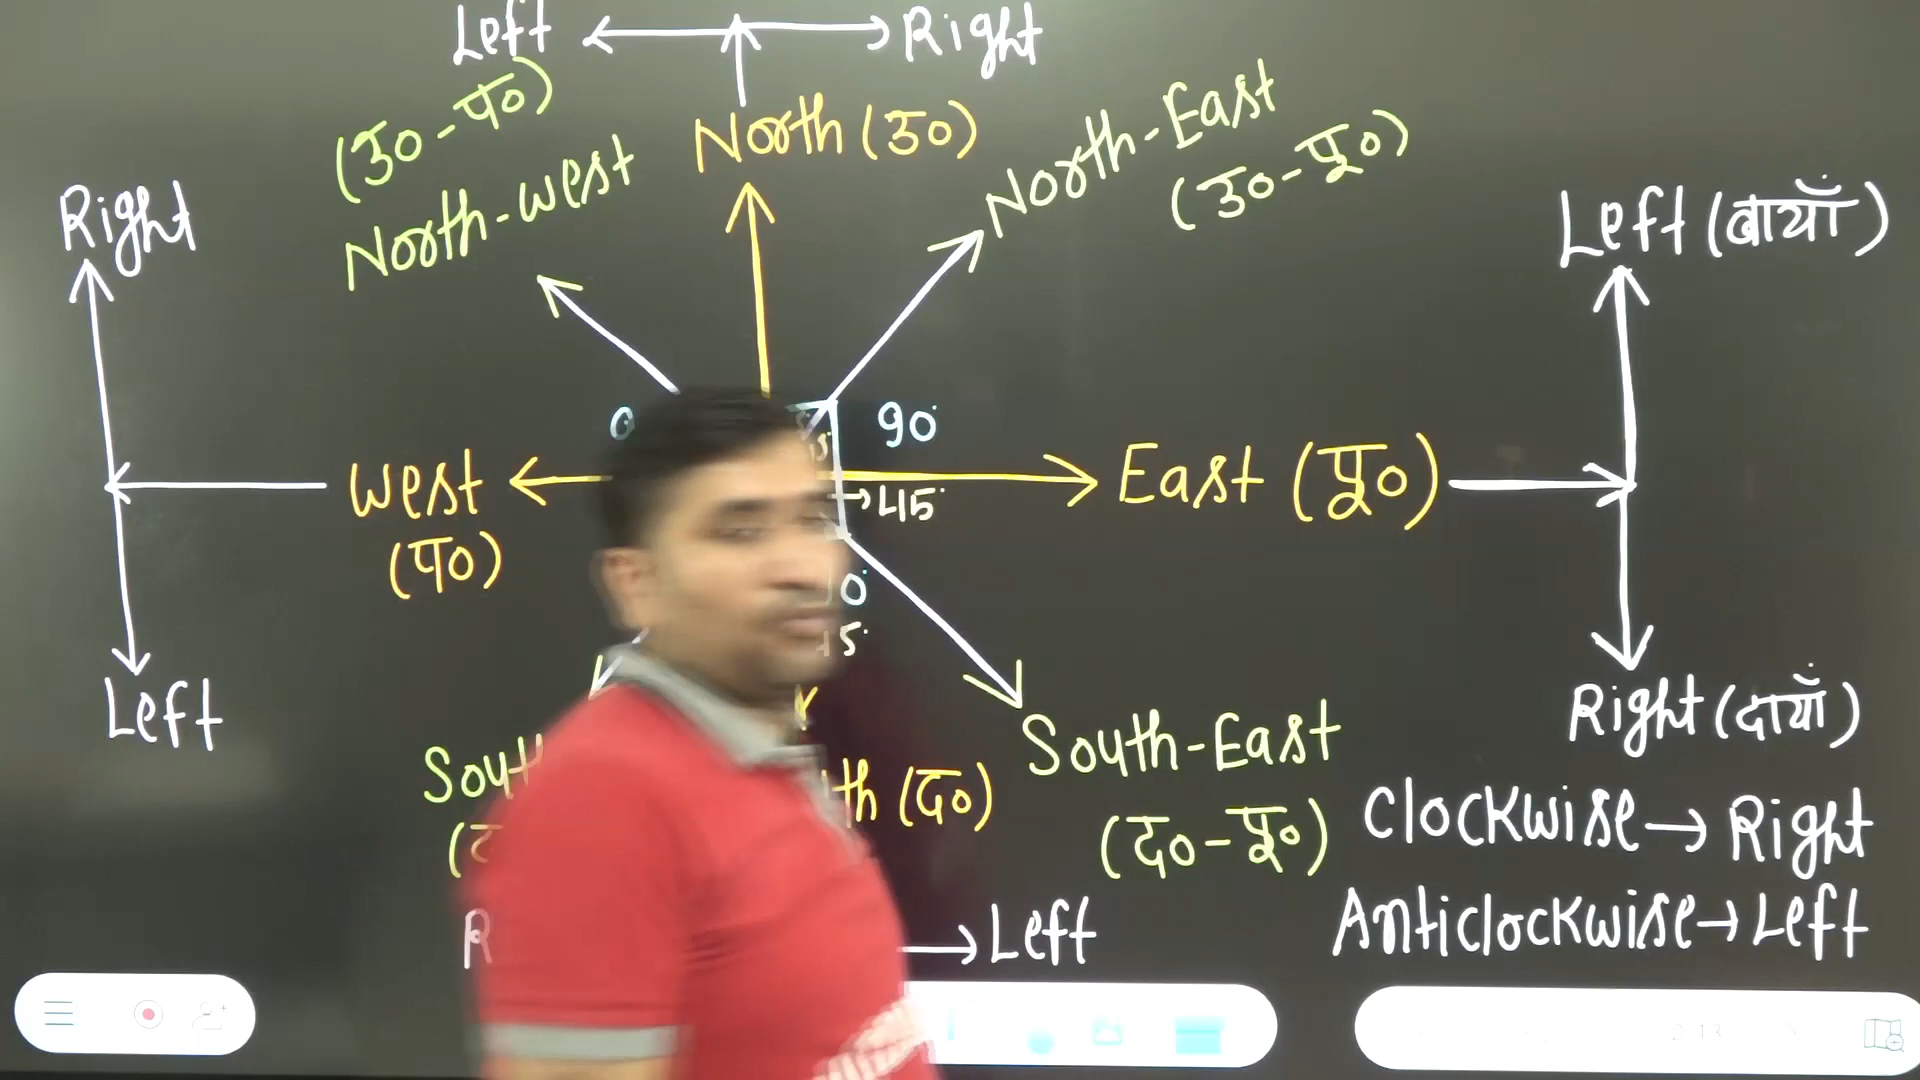 Left
Right
(उ०-प०)
North (उ०)
North-East
(उ०-पू०)
North-West
Right
Left (बायाँ)
90°
West
East (पू०)
45°
(प०)
Left
Right (दायाँ)
South-East
(द०)
(द०-पू०)
Clockwise→Right
Anticlockwise→Left
Left